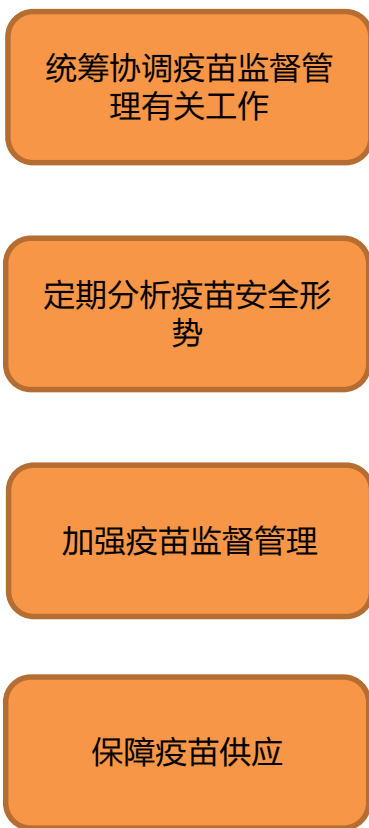 统筹协调疫苗监督管
理有关工作
定期分析疫苗安全形
势
加强疫苗监督管理
保障疫苗供应